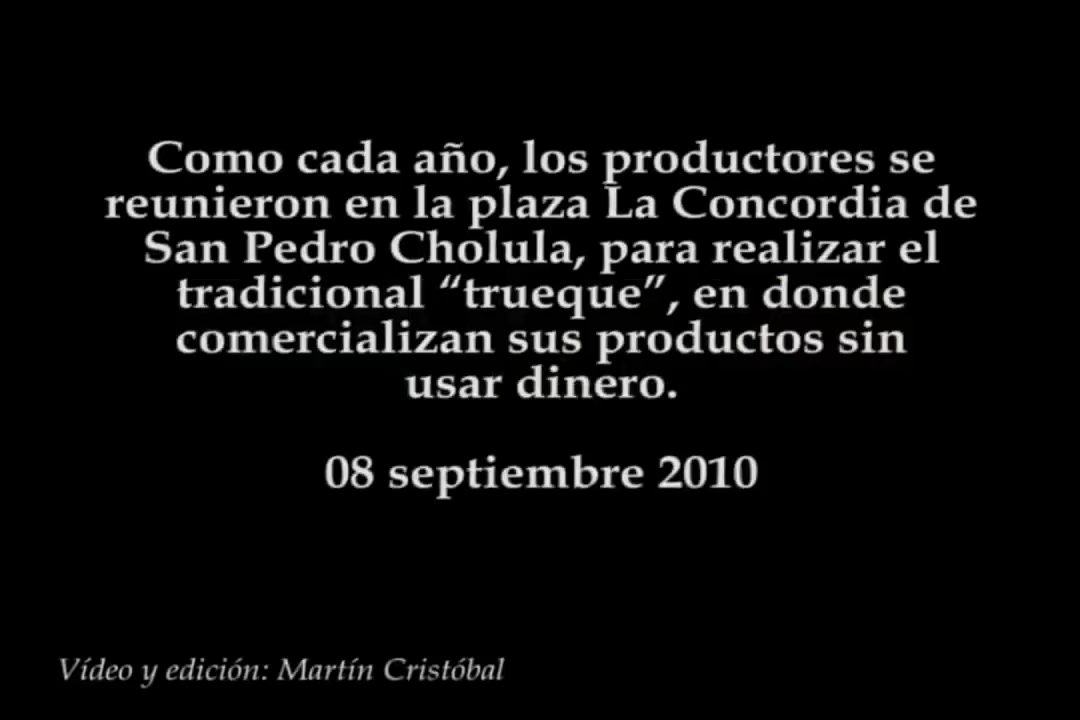 Como cada año, los productores se
reunieron en la plaza La Concordia de
San Pedro Cholula, para realizar el
tradicional “trueque”, en donde
comercializan sus productos sin
usar dinero.
08 septiembre 2010
Vídeo y edición: Martín Cristóbal